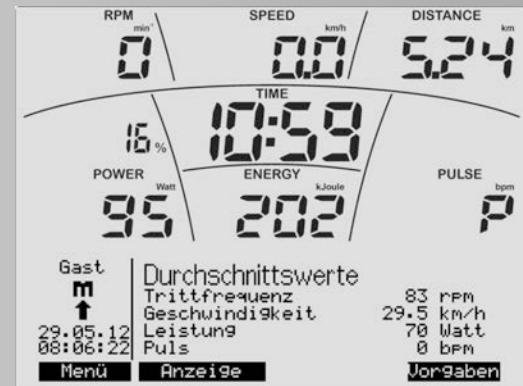 RPM SPEED DISTANCE
min⁻¹ km/h km
0 0.0 5.24
TIME
16 % 10:59
POWER ENERGY PULSE
Watt kJoule bpm
95 202 P
Gast
m
Durchschnittswerte
Trittfrequenz 83 rpm
Geschwindigkeit 29.5 km/h
29.05.12 Leistung 70 Watt
08:06:22 Puls 0 bpm
Menü Anzeige Vorgaben